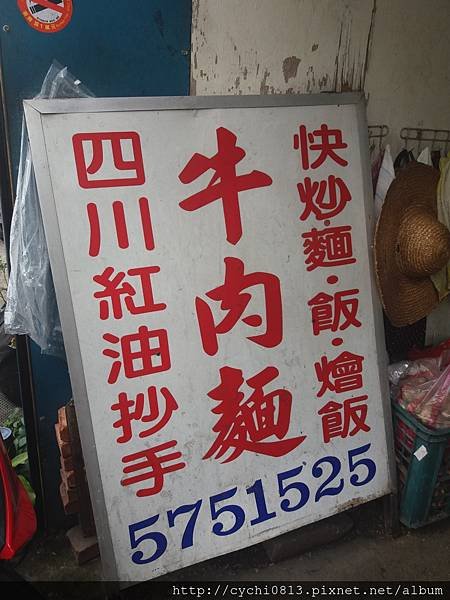 快炒·麵·飯·燴飯
牛肉麵
四川紅油抄手
5751525
http://cychi0813.pixnet.net/album